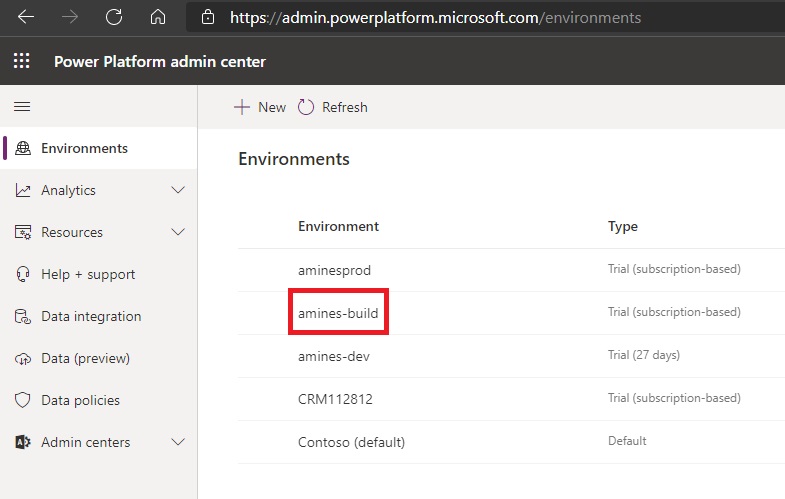 https://admin.powerplatform.microsoft.com/environments
Power Platform admin center
New Refresh
Environments
Analytics
Resources
Help + support
Data integration
Data (preview)
Data policies
Admin centers
Environments
Environment Type
aminesprod Trial (subscription-based)
amines-build Trial (subscription-based)
amines-dev Trial (27 days)
CRM112812 Trial (subscription-based)
Contoso (default) Default